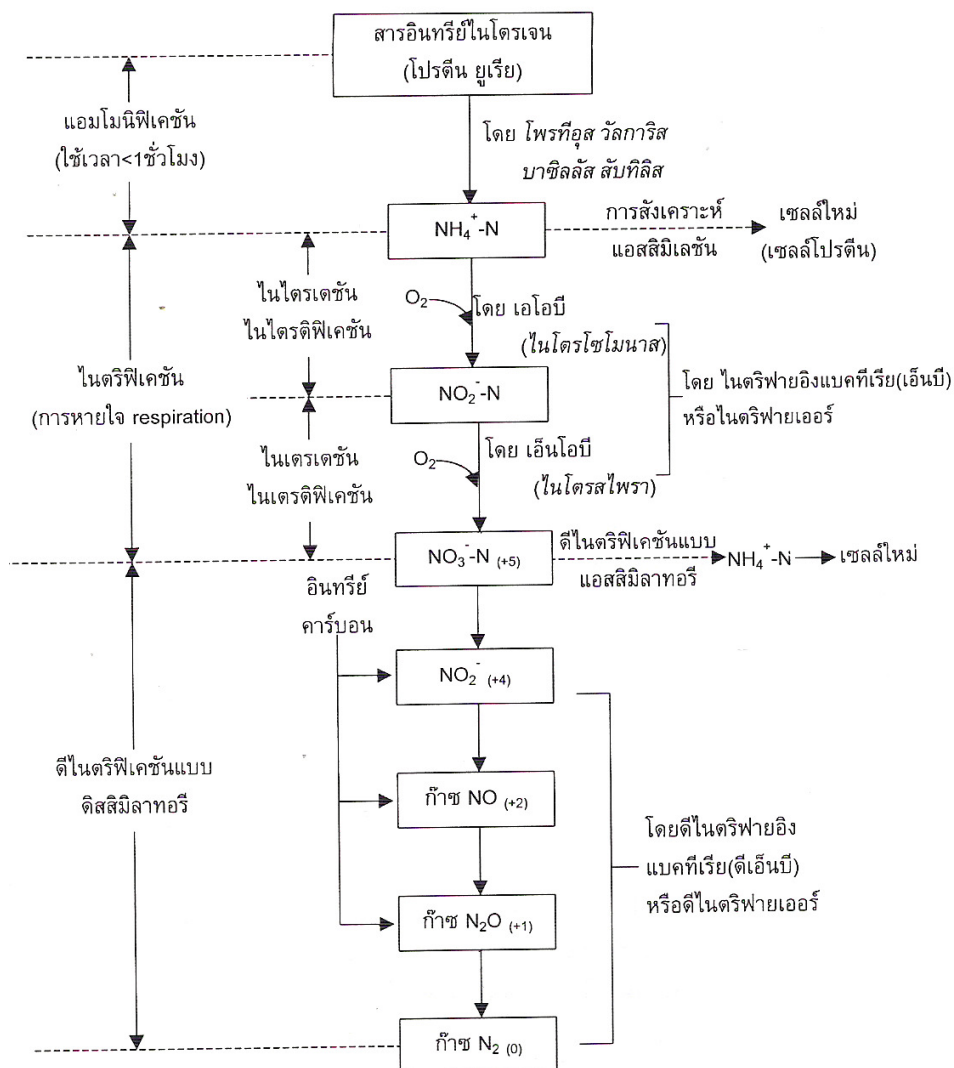 สารอินทรีย์ไนโตรเจน
(โปรตีน ยูเรีย)
แอมโมนิฟิเคชัน
(ใช้เวลา<1ชั่วโมง)
โดย โพรทีอุส วัลการิส
บาซิลลัส สับทิลิส
NH₄⁺-N
การสังเคราะห์
แอสสิมิเลชัน
เซลล์ใหม่
(เซลล์โปรตีน)
ไนไตรเตชัน
ไนไตรติฟิเคชัน
O₂
โดย เอโอบี
(ไนโตรโซโมนาส)
ไนตริฟิเคชัน
(การหายใจ respiration)
NO₂⁻-N
โดย ไนตริฟายอิงแบคทีเรีย(เอ็นบี)
หรือไนตริฟายเออร์
ไนเตรเตชัน
ไนเตรติฟิเคชัน
O₂
โดย เอ็นโอบี
(ไนโตรสไพรา)
NO₃⁻-N (+5)
ดีไนตริฟิเคชันแบบ
แอสสิมิลาทอรี
NH₄⁺-N
เซลล์ใหม่
อินทรีย์
คาร์บอน
NO₂⁻ (+4)
ดีไนตริฟิเคชันแบบ
ดิสสิมิลาทอรี
ก๊าซ NO (+2)
โดยดีไนตริฟายอิง
แบคทีเรีย(ดีเอ็นบี)
หรือดีไนตริฟายเออร์
ก๊าซ N₂O (+1)
ก๊าซ N₂ (0)